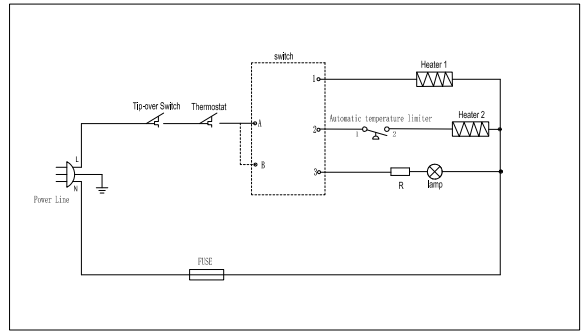 switch
1
Heater 1
Tip-over Switch
Thermostat
A
2
Automatic temperature limiter
1
2
Heater 2
B
L
N
Power Line
3
R
lamp
FUSE